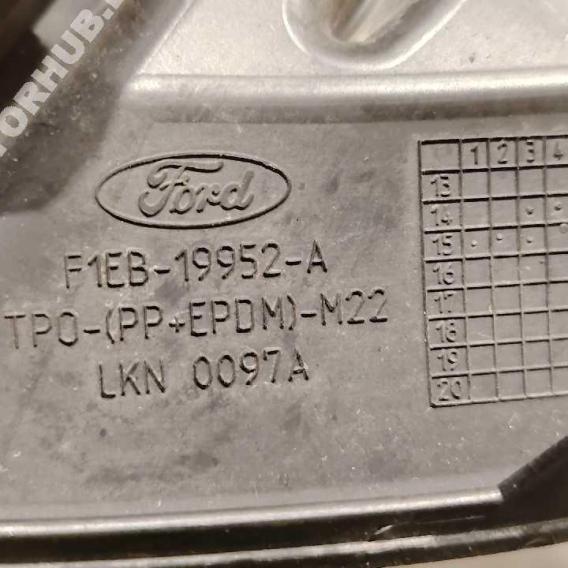 TORHUB.
Ford
F1EB-19952-A
TPO-(PP+EPDM)-M22
LKN 0097A
1 2 3 4
13
14
15
16
17
18
19
20